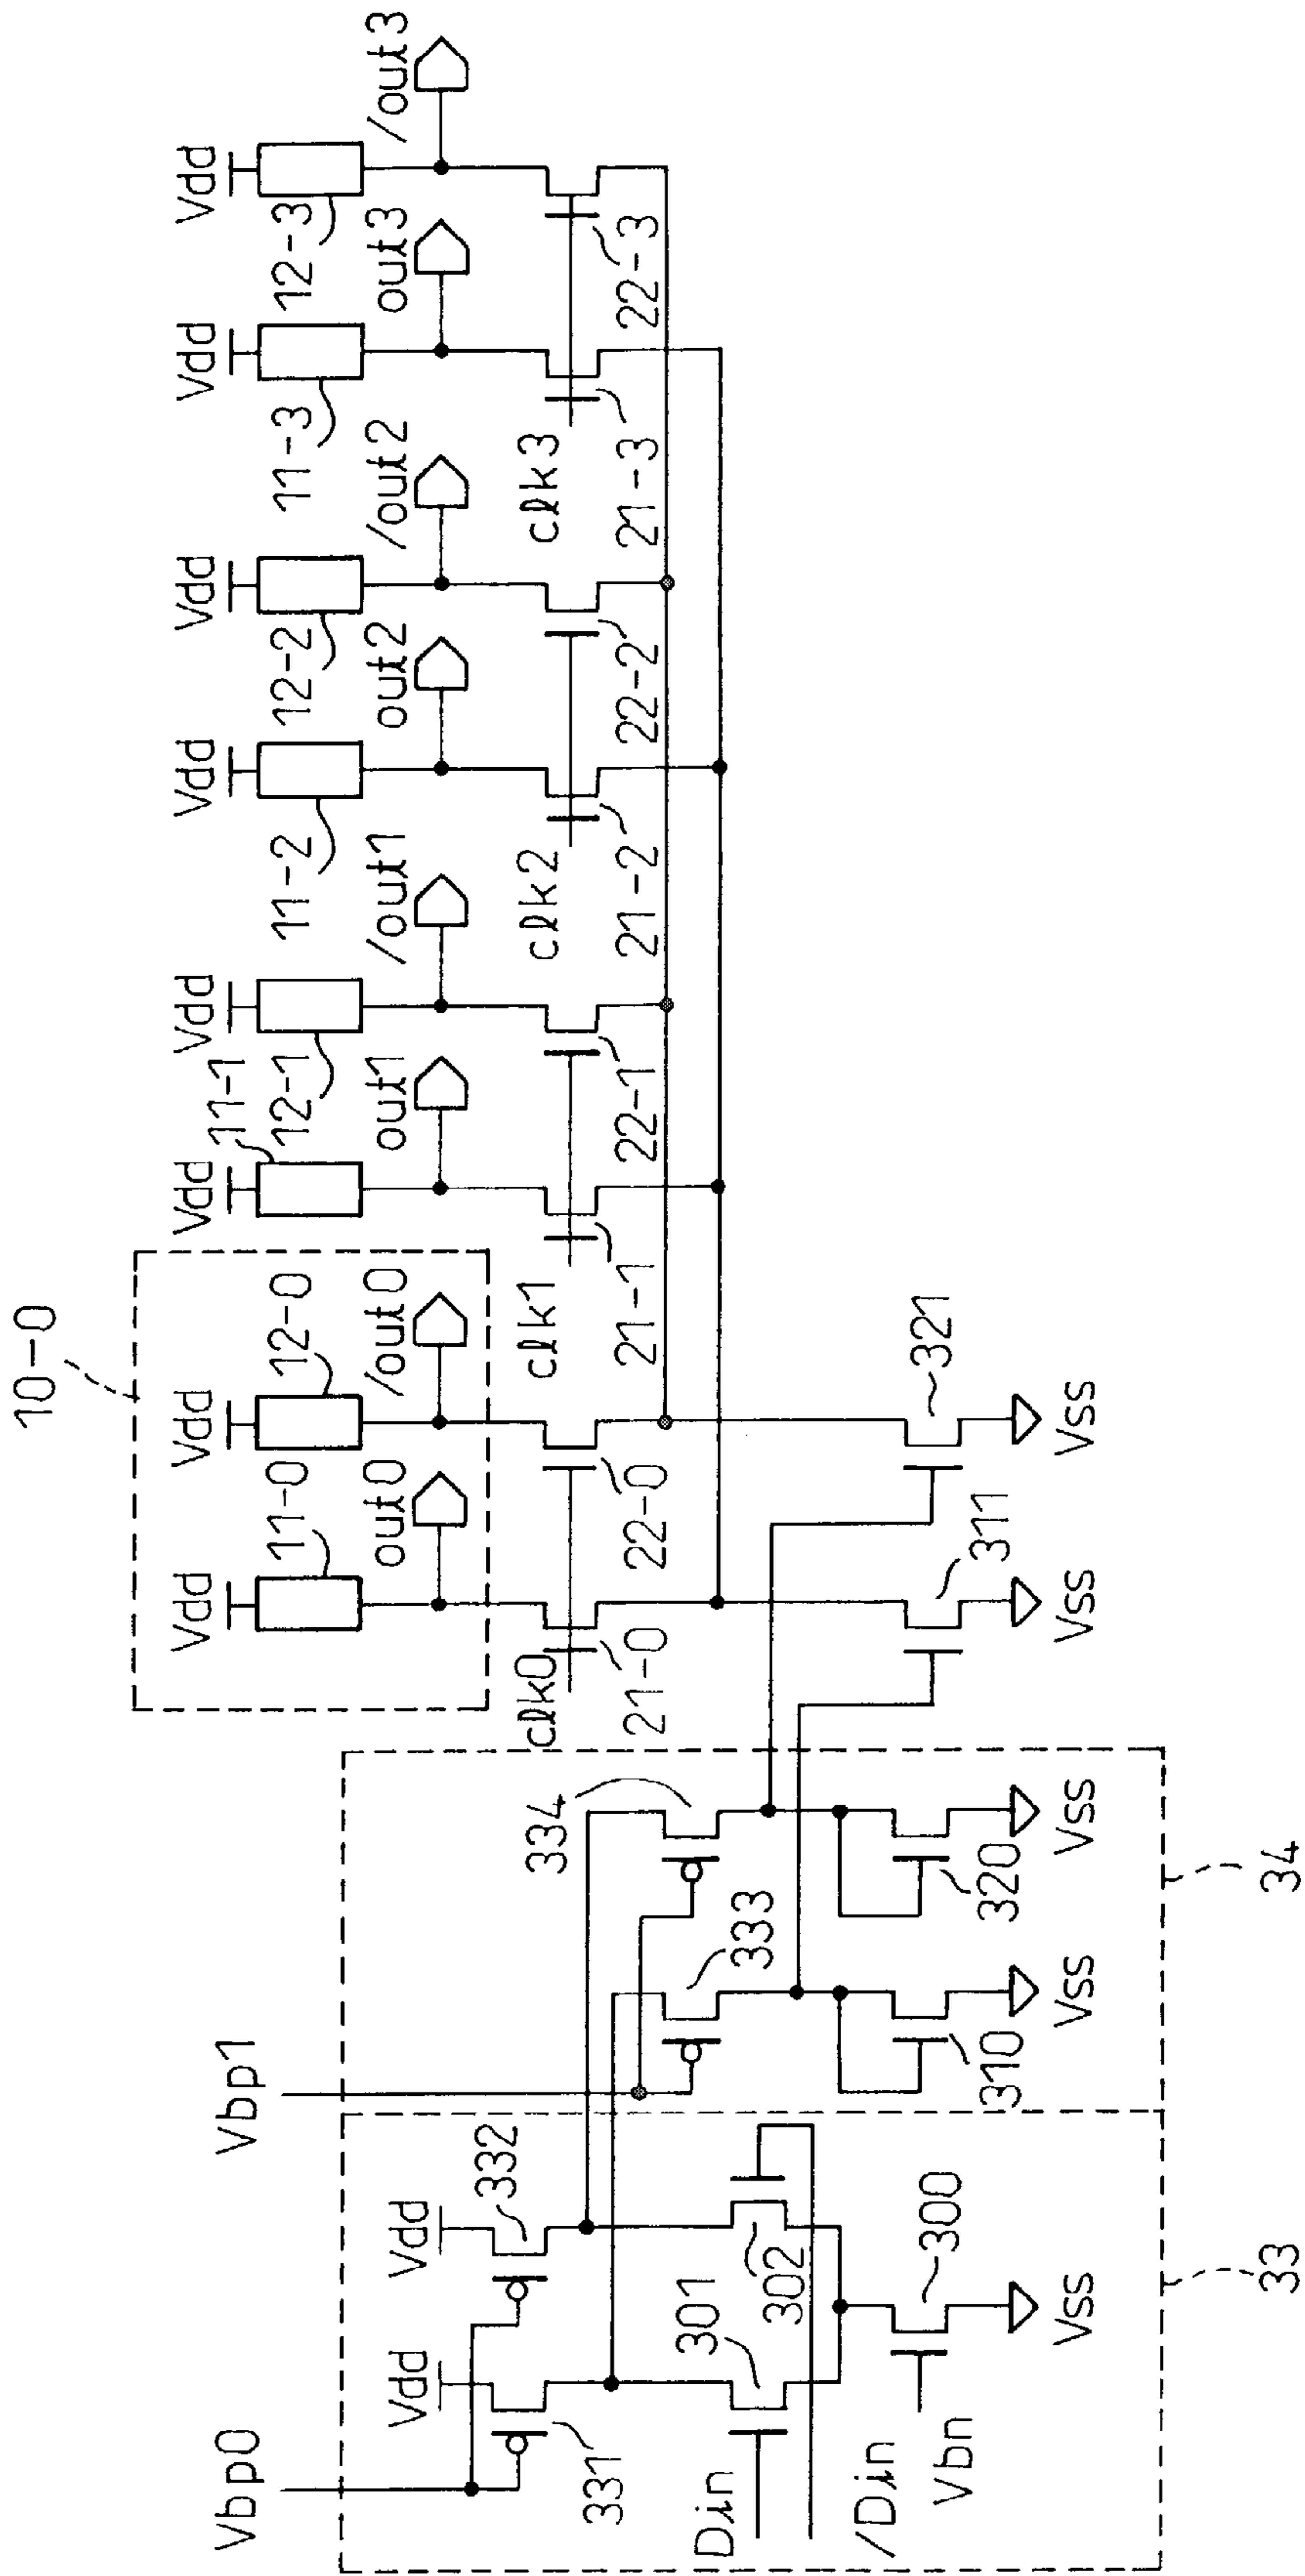 10-0
Vdd
Vdd
Vdd
Vdd
Vdd
Vdd
Vdd
Vdd
11-0
12-0
11-1
12-1
11-2
12-2
11-3
12-3
out0
/out0
out1
/out1
out2
/out2
out3
/out3
clk0
clk1
clk2
clk3
21-0
22-0
21-1
22-1
21-2
22-2
21-3
22-3
Vbp0
Vbp1
Vdd
Vdd
331
332
333
334
Din
/Din
Vbn
301
302
300
310
320
311
321
Vss
Vss
Vss
Vss
Vss
33
34